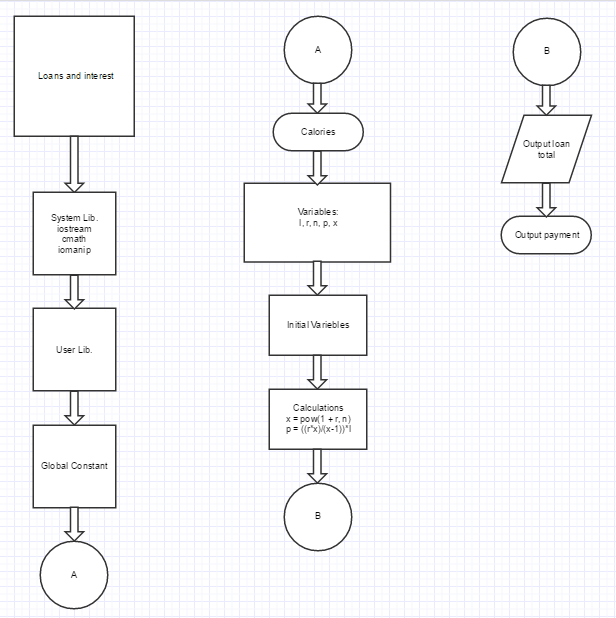 Loans and interest
System Lib.
iostream
cmath
iomanip
User Lib.
Global Constant
A
A
Calories
Variables:
l, r, n, p, x
Initial Variebles
Calculations
x = pow(1 + r, n)
p = ((r*x)/(x-1))*l
B
B
Output loan
total
Output payment